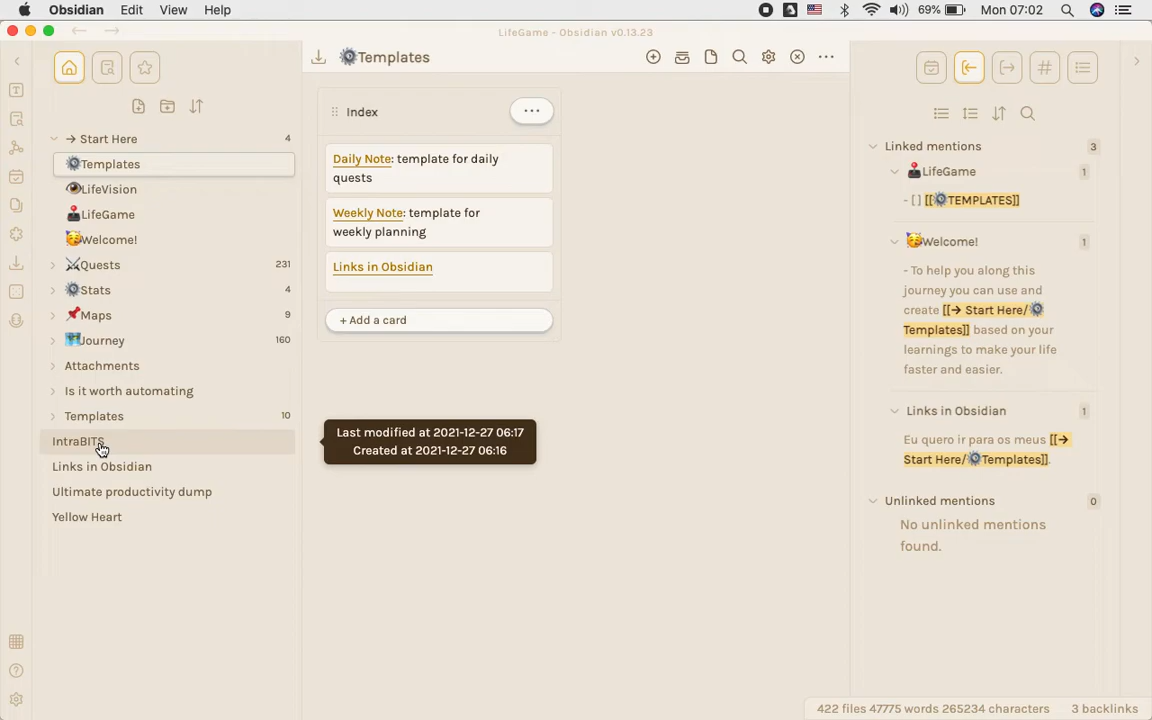 Obsidian Edit View Help 69% Mon 07:02
LifeGame - Obsidian v0.13.23
Templates
→ Start Here 4
Templates
LifeVision
LifeGame
Welcome!
Quests 231
Stats 4
Maps 9
Journey 160
Attachments
Is it worth automating
Templates 10
IntraBITS
Links in Obsidian
Ultimate productivity dump
Yellow Heart
Index
Daily Note: template for daily
quests
Weekly Note: template for
weekly planning
Links in Obsidian
+ Add a card
Last modified at 2021-12-27 06:17
Created at 2021-12-27 06:16
Linked mentions 3
LifeGame 1
- [ ] [[⚙️TEMPLATES]]
Welcome! 1
- To help you along this
journey you can use and
create [[→ Start Here/⚙️
Templates]] based on your
learnings to make your life
faster and easier.
Links in Obsidian 1
Eu quero ir para os meus [[→
Start Here/⚙️Templates]].
Unlinked mentions 0
No unlinked mentions
found.
422 files 47775 words 265234 characters 3 backlinks